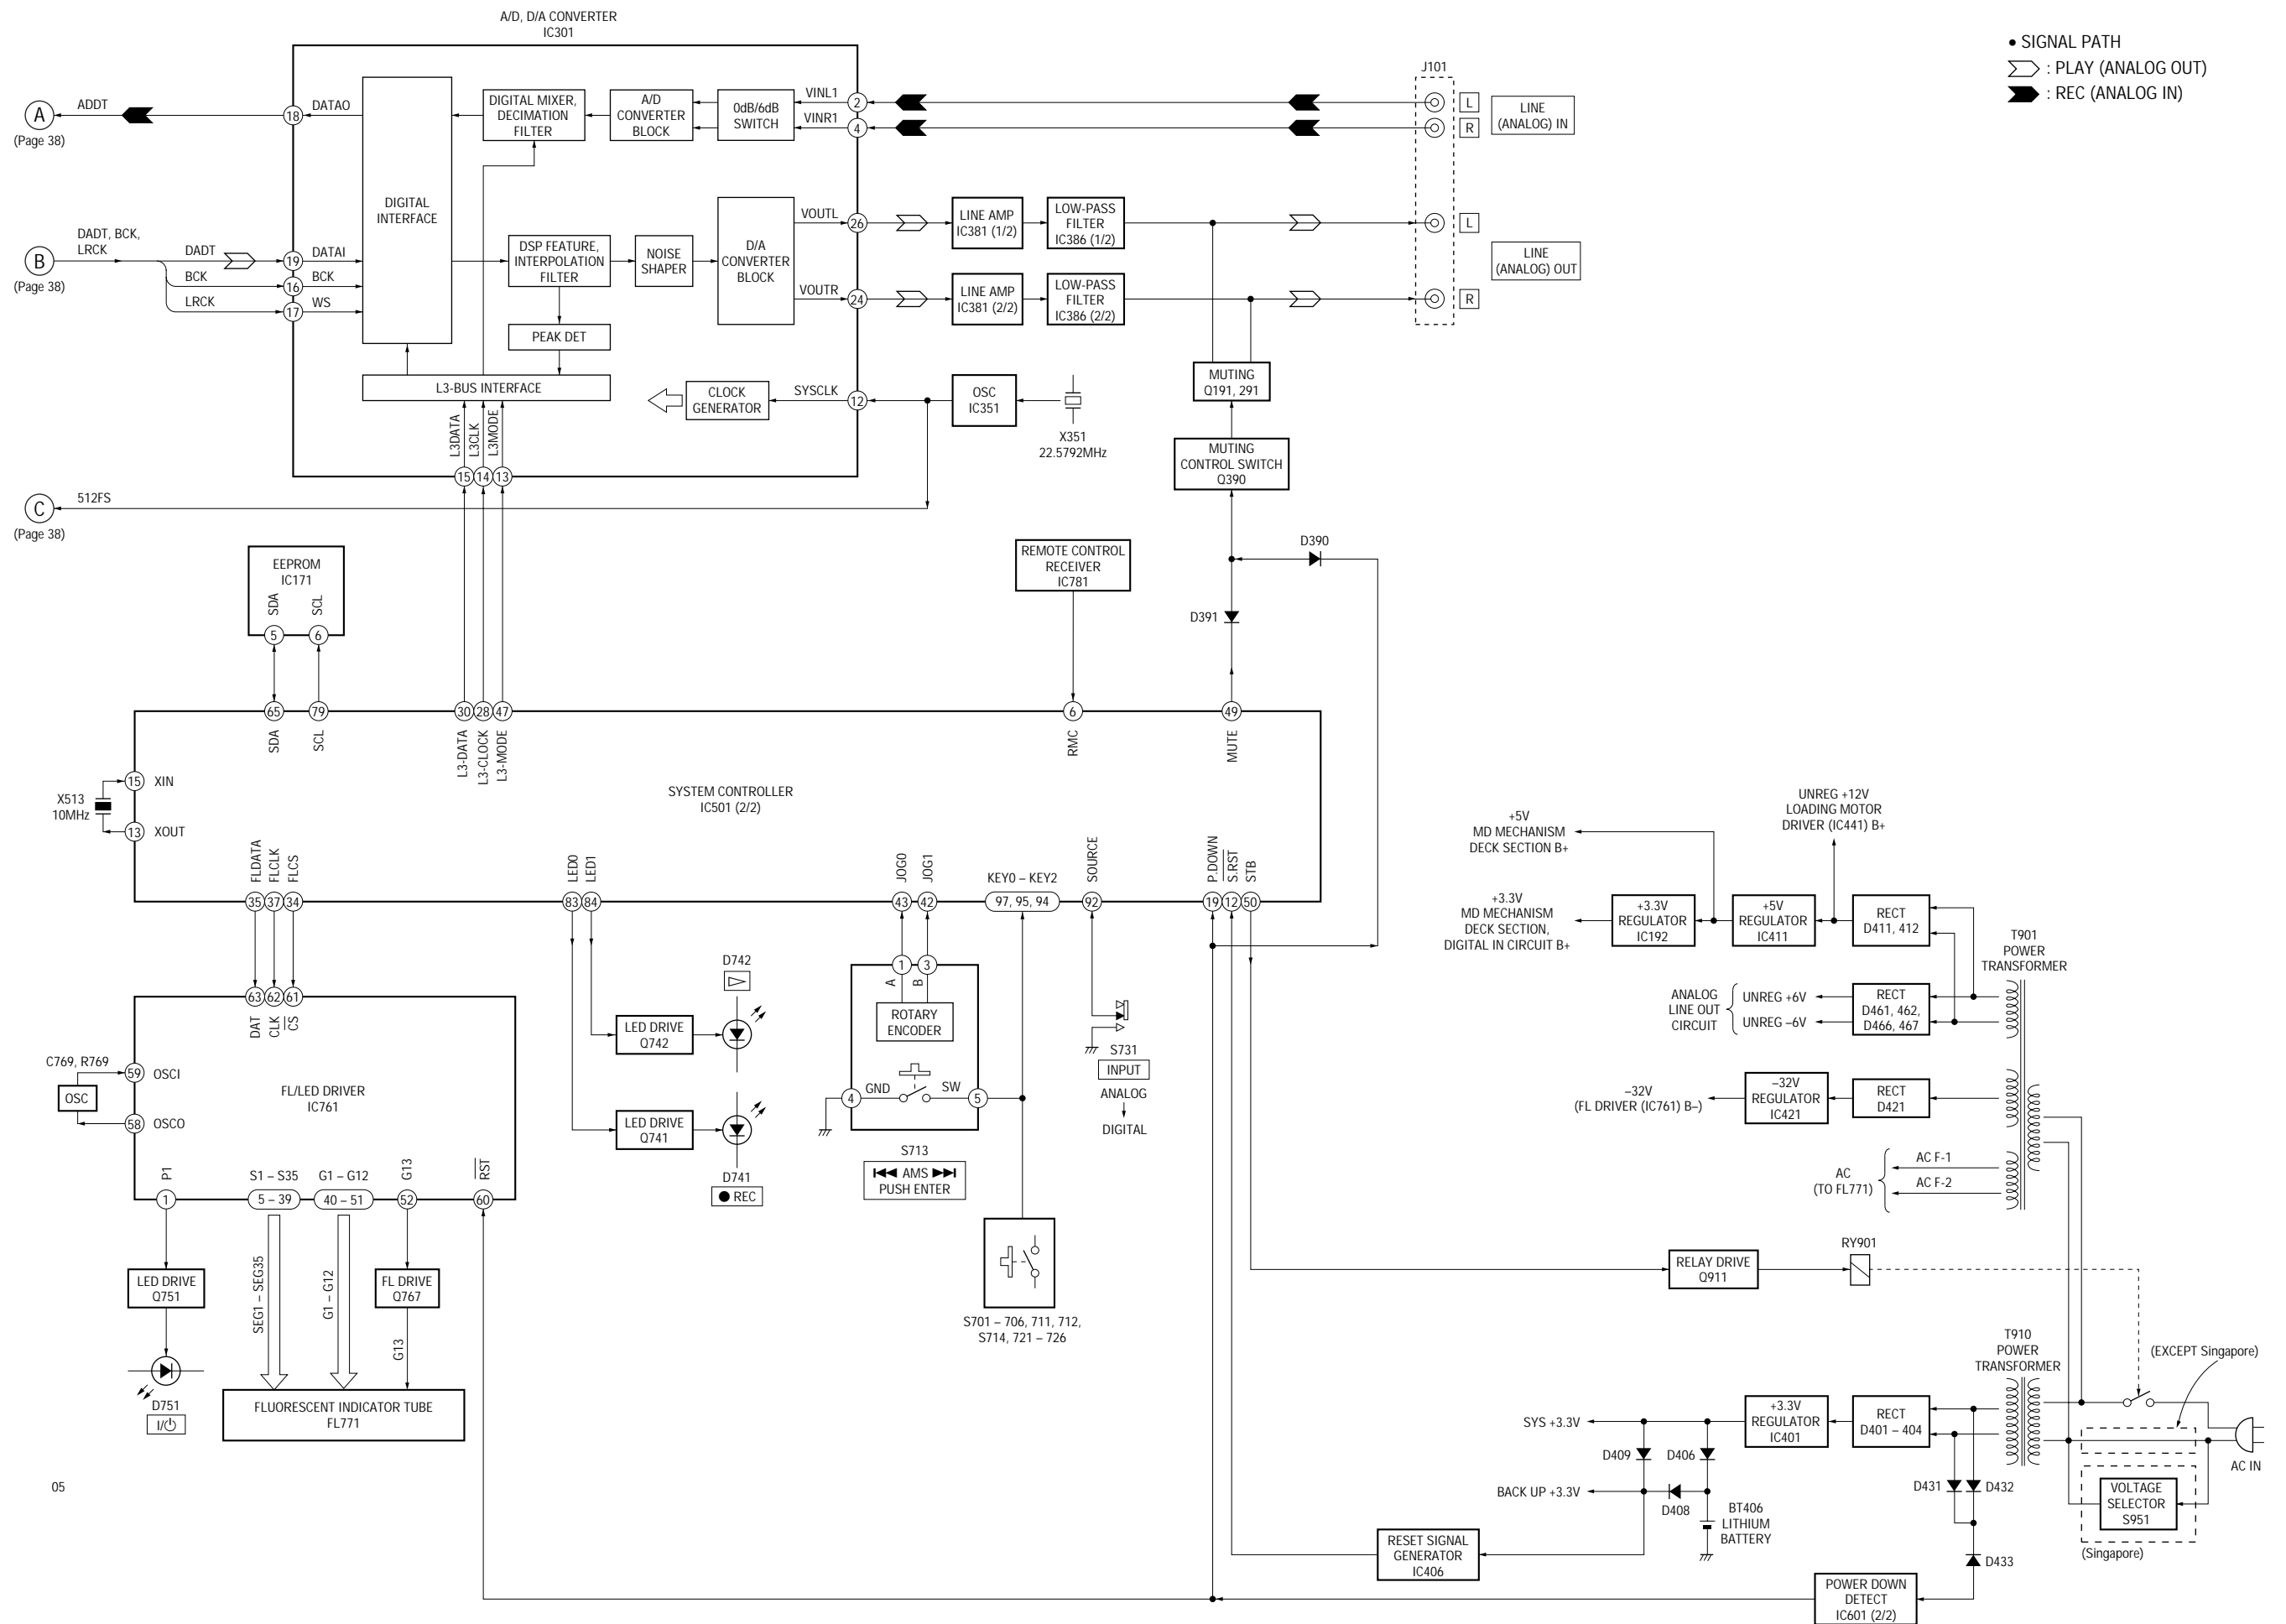 A/D, D/A CONVERTER
IC301
• SIGNAL PATH
: PLAY (ANALOG OUT)
: REC (ANALOG IN)
J101
A
(Page 38)
ADDT
18
DATAO
DIGITAL
INTERFACE
DIGITAL MIXER,
DECIMATION
FILTER
A/D
CONVERTER
BLOCK
0dB/6dB
SWITCH
VINL1
VINR1
2
4
L
R
LINE
(ANALOG) IN
B
(Page 38)
DADT, BCK,
LRCK
DADT
BCK
LRCK
19
16
17
DATAI
BCK
WS
DSP FEATURE,
INTERPOLATION
FILTER
NOISE
SHAPER
D/A
CONVERTER
BLOCK
VOUTL
VOUTR
26
24
LINE AMP
IC381 (1/2)
LOW-PASS
FILTER
IC386 (1/2)
LINE AMP
IC381 (2/2)
LOW-PASS
FILTER
IC386 (2/2)
L
R
LINE
(ANALOG) OUT
PEAK DET
L3-BUS INTERFACE
CLOCK
GENERATOR
SYSCLK
12
OSC
IC351
X351
22.5792MHz
L3DATA
L3CLK
L3MODE
15
14
13
MUTING
Q191, 291
MUTING
CONTROL SWITCH
Q390
C
(Page 38)
512FS
EEPROM
IC171
SDA
SCL
5
6
REMOTE CONTROL
RECEIVER
IC781
D390
D391
65
79
30
28
47
6
49
SDA
SCL
L3-DATA
L3-CLOCK
L3-MODE
RMC
MUTE
X513
10MHz
15
XIN
13
XOUT
SYSTEM CONTROLLER
IC501 (2/2)
FLDATA
FLCLK
FLCS
LED0
LED1
JOG0
JOG1
KEY0 – KEY2
SOURCE
P.DOWN
S.RST
STB
35
37
34
83
84
43
42
97, 95, 94
92
19
12
50
+5V
MD MECHANISM
DECK SECTION B+
UNREG +12V
LOADING MOTOR
DRIVER (IC441) B+
+3.3V
MD MECHANISM
DECK SECTION,
DIGITAL IN CIRCUIT B+
+3.3V
REGULATOR
IC192
+5V
REGULATOR
IC411
RECT
D411, 412
T901
POWER
TRANSFORMER
ANALOG
LINE OUT
CIRCUIT
UNREG +6V
UNREG –6V
RECT
D461, 462,
D466, 467
–32V
(FL DRIVER (IC761) B–)
–32V
REGULATOR
IC421
RECT
D421
AC
(TO FL771)
AC F-1
AC F-2
63
62
61
DAT
CLK
CS
C769, R769
OSC
59
OSCI
58
OSCO
FL/LED DRIVER
IC761
P1
S1 – S35
G1 – G12
G13
RST
1
5 – 39
40 – 51
52
60
D742
LED DRIVE
Q742
LED DRIVE
Q741
D741
● REC
1
3
A
B
ROTARY
ENCODER
4
GND
SW
5
S713
AMS
PUSH ENTER
S731
INPUT
ANALOG
DIGITAL
S701 – 706, 711, 712,
S714, 721 – 726
LED DRIVE
Q751
SEG1 – SEG35
G1 – G12
FL DRIVE
Q767
G13
D751
I/⏻
FLUORESCENT INDICATOR TUBE
FL771
RELAY DRIVE
Q911
RY901
T910
POWER
TRANSFORMER
(EXCEPT Singapore)
SYS +3.3V
+3.3V
REGULATOR
IC401
RECT
D401 – 404
D409
D406
BACK UP +3.3V
D408
BT406
LITHIUM
BATTERY
D431
D432
D433
VOLTAGE
SELECTOR
S951
(Singapore)
AC IN
RESET SIGNAL
GENERATOR
IC406
POWER DOWN
DETECT
IC601 (2/2)
05